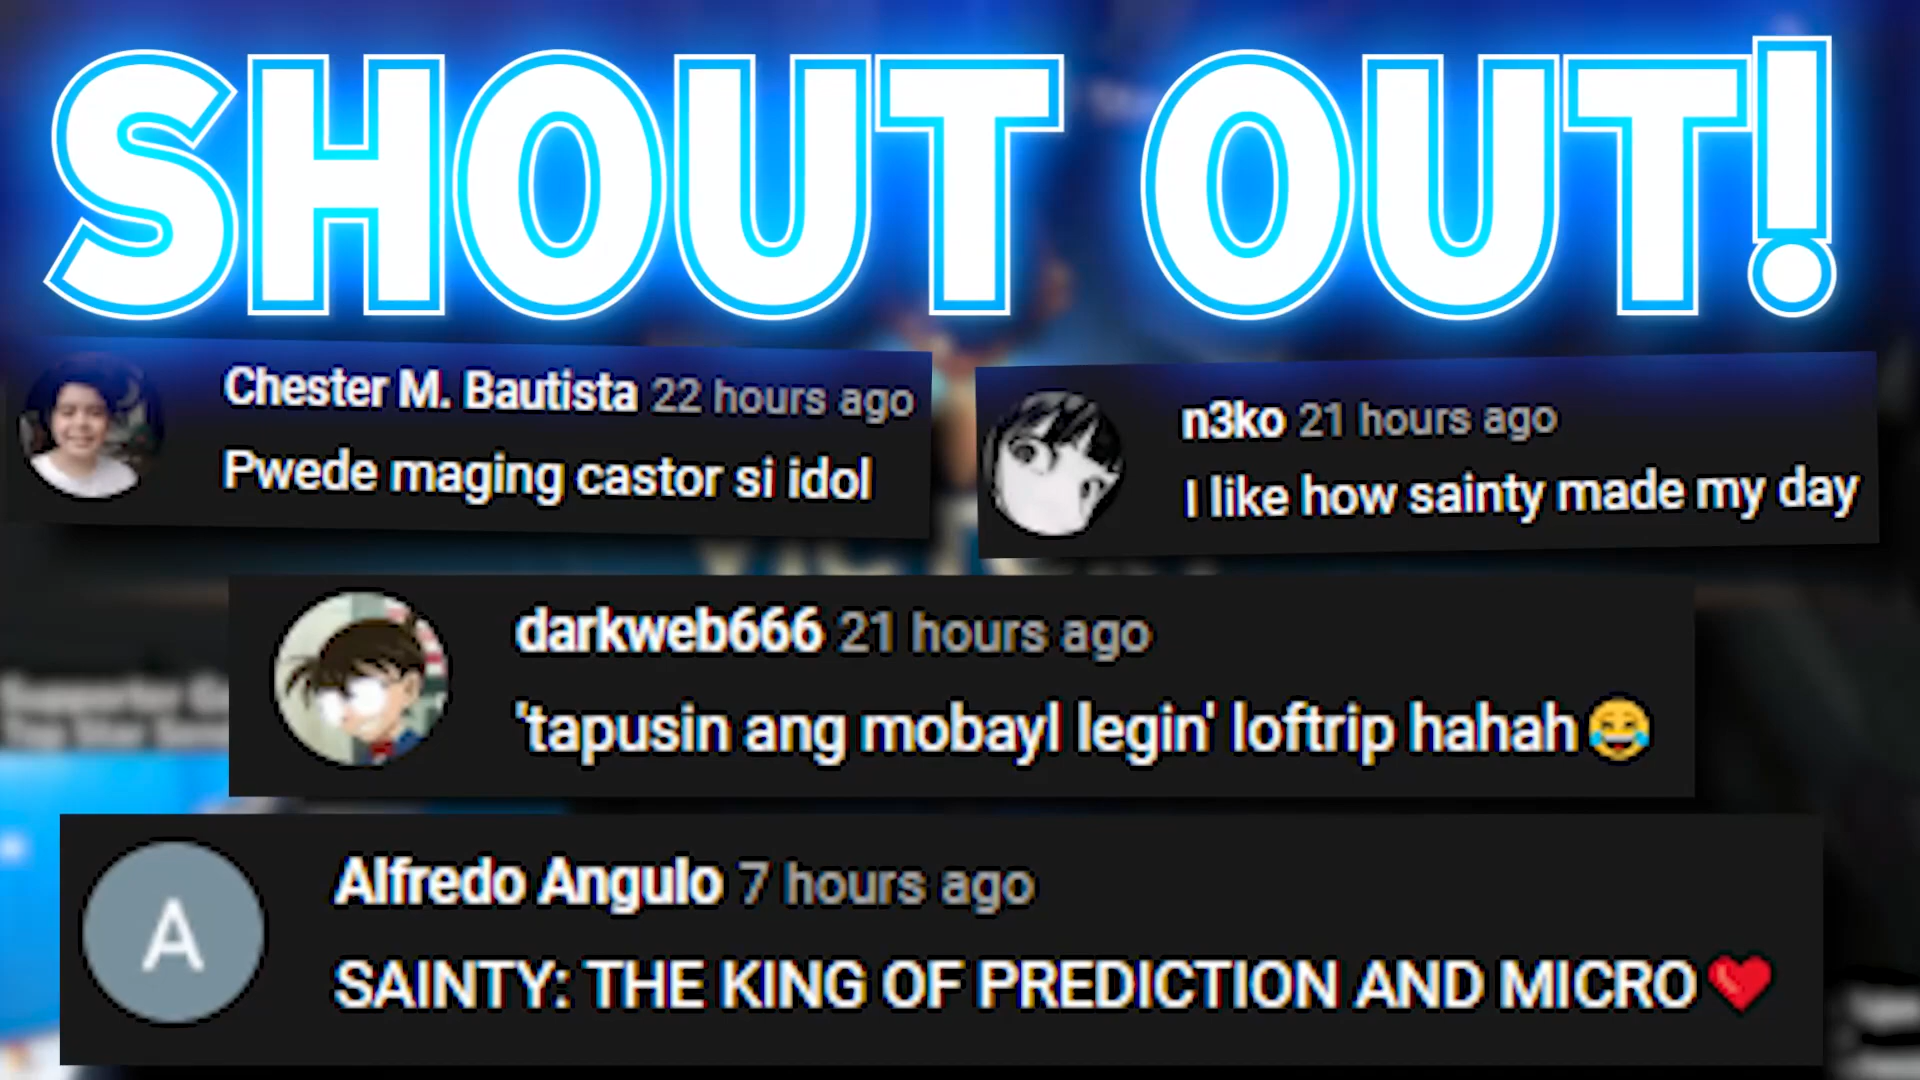 SHOUT OUT!
Chester M. Bautista 22 hours ago
Pwede maging castor si idol
n3ko 21 hours ago
I like how sainty made my day
darkweb666 21 hours ago
'tapusin ang mobayl legin' loftrip hahah😂
A
Alfredo Angulo 7 hours ago
SAINTY: THE KING OF PREDICTION AND MICRO❤️